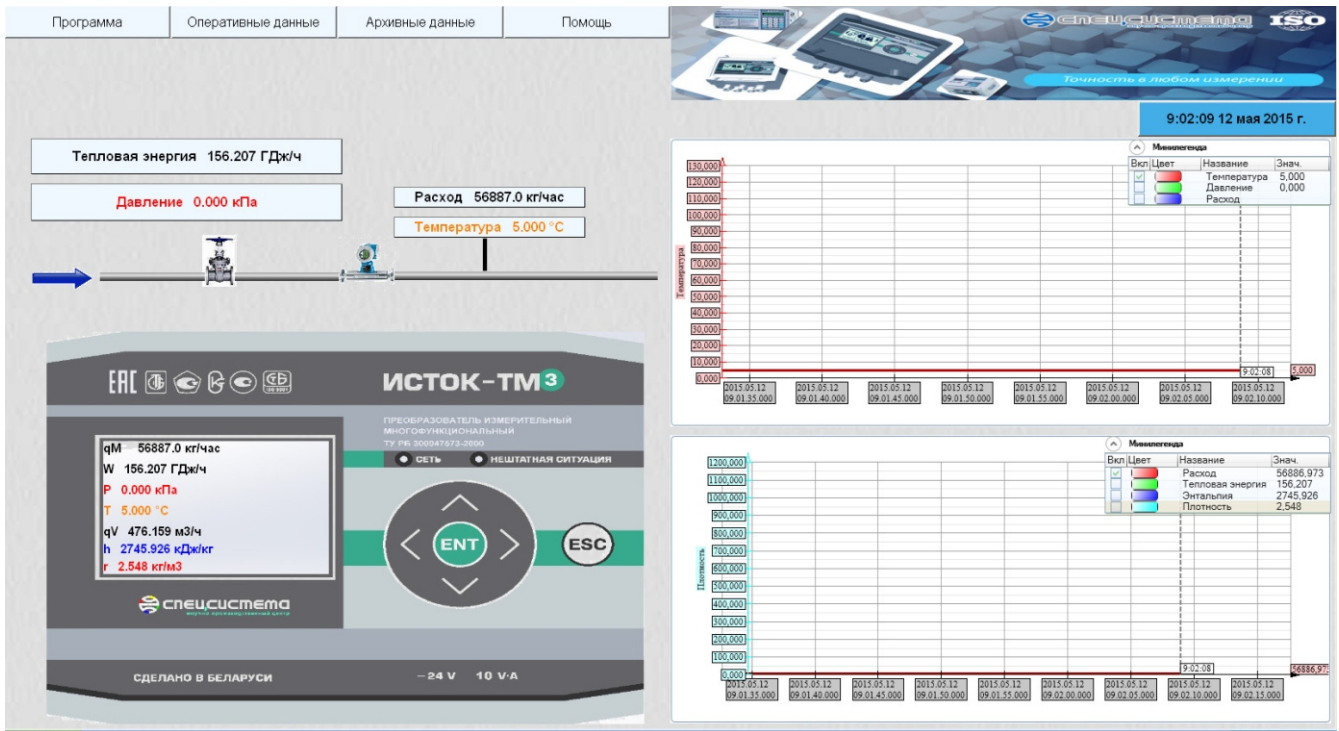 Программа
Оперативные данные
Архивные данные
Помощь
спецсистема ISO
Точность в любом измерении
9:02:09 12 мая 2015 г.
Тепловая энергия 156.207 ГДж/ч
Давление 0.000 кПа
Расход 56887.0 кг/час
Температура 5.000 °C
ЕАС
ИСТОК-ТМ3
ПРЕОБРАЗОВАТЕЛЬ ИЗМЕРИТЕЛЬНЫЙ
МНОГОФУНКЦИОНАЛЬНЫЙ
ТУ РБ 300047573-2000
СЕТЬ
НЕШТАТНАЯ СИТУАЦИЯ
qM 56887.0 кг/час
W 156.207 ГДж/ч
P 0.000 кПа
T 5.000 °C
qV 476.159 м3/ч
h 2745.926 кДж/кг
r 2.548 кг/м3
ENT
ESC
спецсистема
СДЕЛАНО В БЕЛАРУСИ
24 V 10 V·A
Минилегенда
Вкл Цвет Название Знач.
Температура 5,000
Давление 0,000
Расход
Температура
130,000
120,000
110,000
100,000
90,000
80,000
70,000
60,000
50,000
40,000
30,000
20,000
10,000
0,000
9:02:08
5,000
2015.05.12 2015.05.12 2015.05.12 2015.05.12 2015.05.12 2015.05.12 2015.05.12 2015.05.12
09.01.35.000 09.01.40.000 09.01.45.000 09.01.50.000 09.01.55.000 09.02.00.000 09.02.05.000 09.02.10.000
Минилегенда
Вкл Цвет Название Знач.
Расход 56886,973
Тепловая энергия 156,207
Энтальпия 2745,926
Плотность 2,548
Плотность
1200,000
1100,000
1000,000
900,000
800,000
700,000
600,000
500,000
400,000
300,000
200,000
100,000
0,000
9:02:08
56886,97
2015.05.12 2015.05.12 2015.05.12 2015.05.12 2015.05.12 2015.05.12 2015.05.12 2015.05.12 2015.05.12
09.01.35.000 09.01.40.000 09.01.45.000 09.01.50.000 09.01.55.000 09.02.00.000 09.02.05.000 09.02.10.000 09.02.15.000